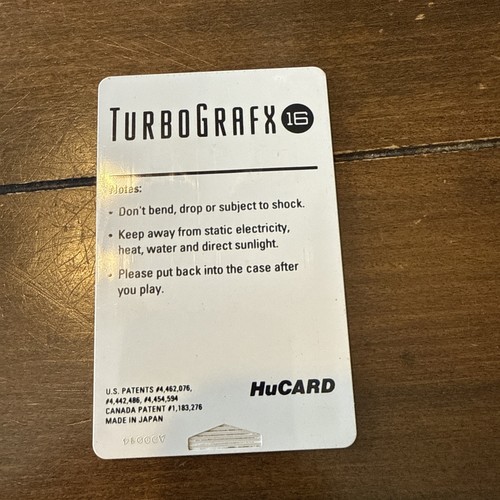 TURBOGRAFX 16
Notes:
• Don't bend, drop or subject to shock.
• Keep away from static electricity,
heat, water and direct sunlight.
• Please put back into the case after
you play.
U.S. PATENTS #4,462,076,
#4,442,486, #4,454,594
CANADA PATENT #1,183,276
MADE IN JAPAN
HuCARD